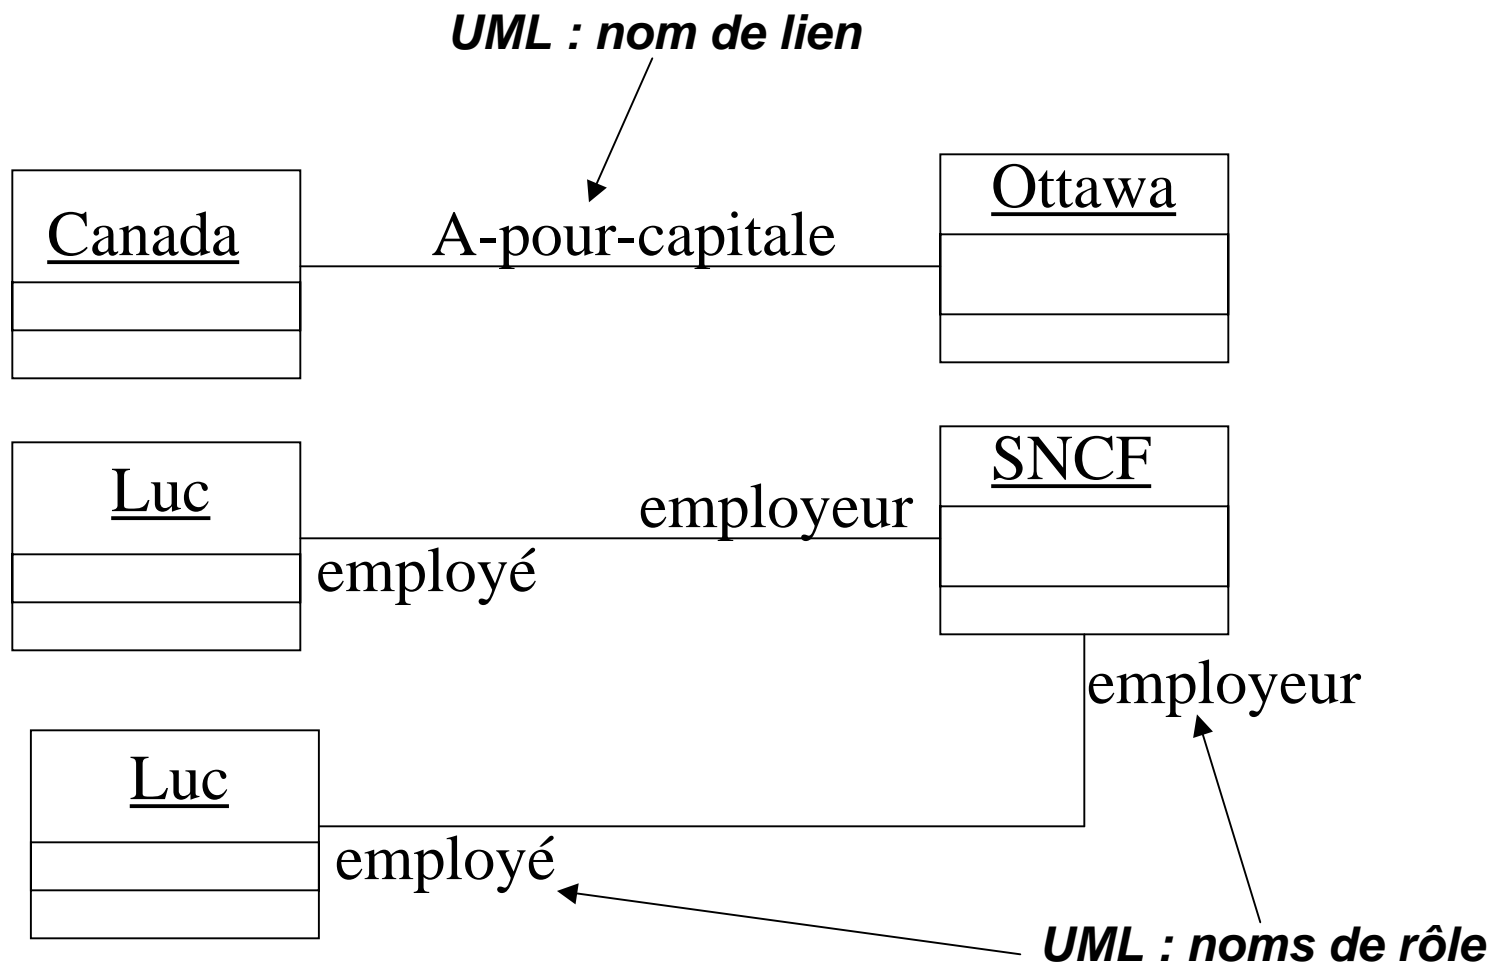 UML : nom de lien
Canada
A-pour-capitale
Ottawa
Luc
employé
employeur
SNCF
employeur
Luc
employé
UML : noms de rôle